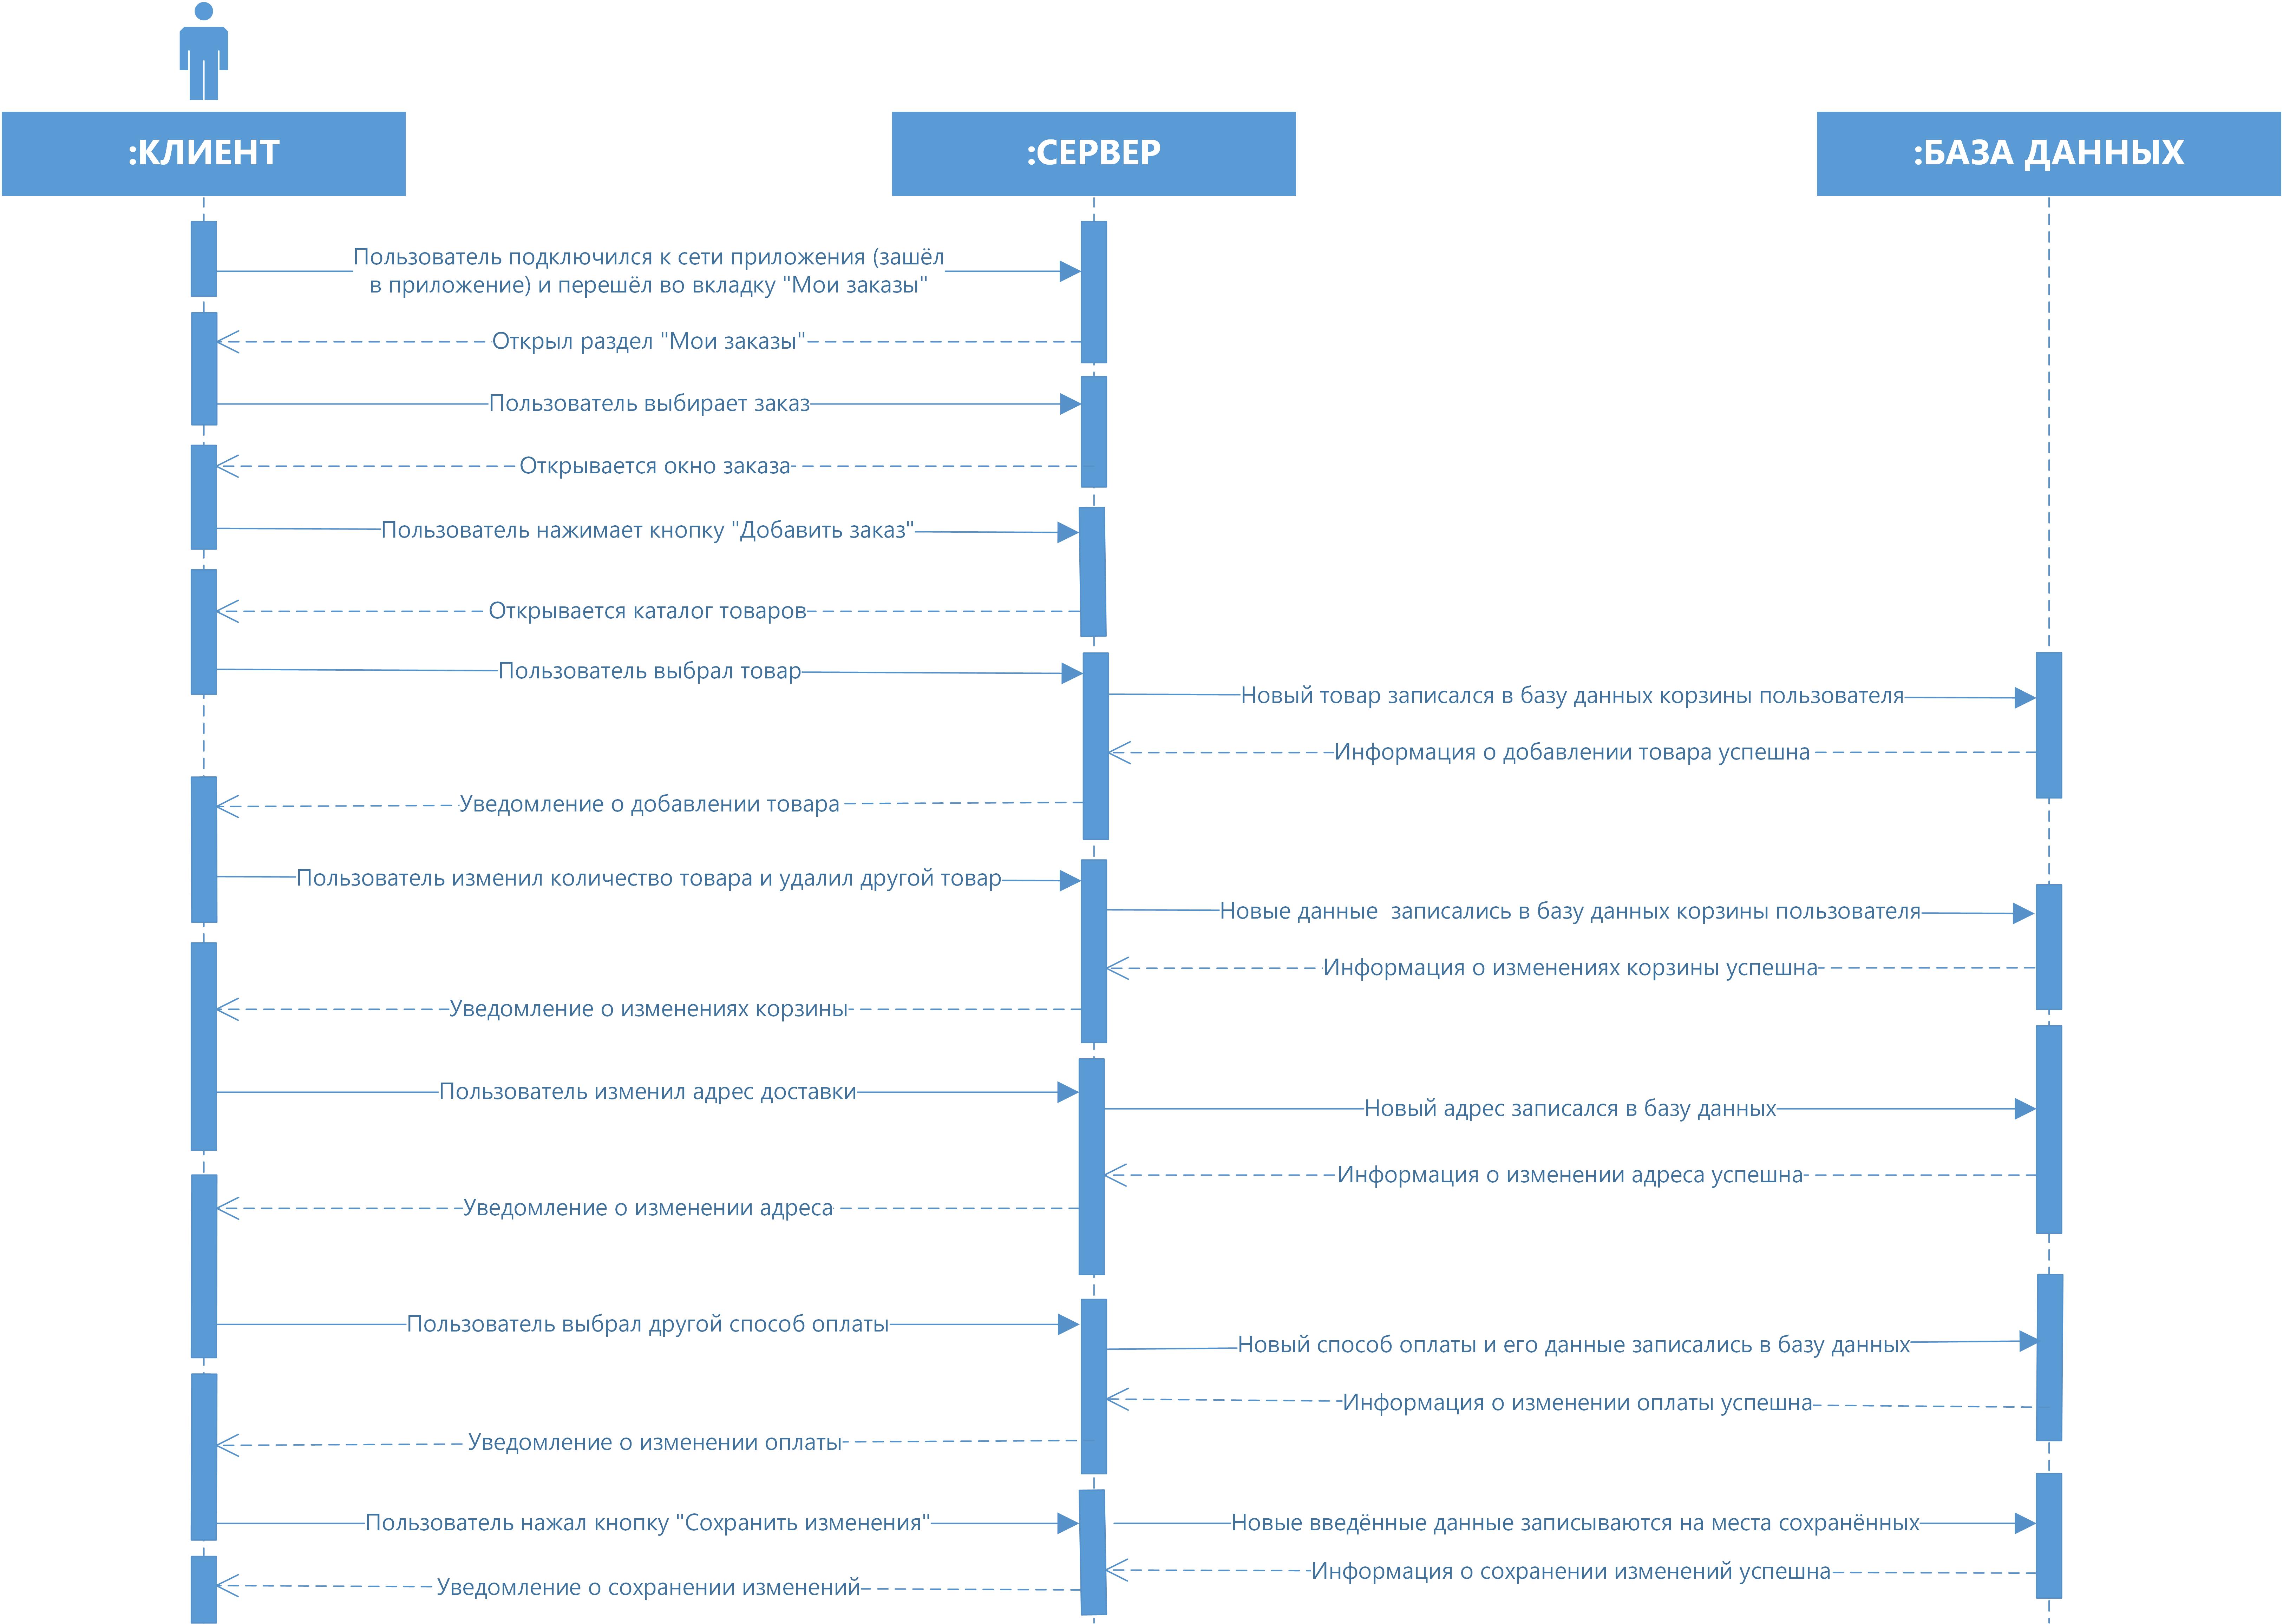 :КЛИЕНТ
:СЕРВЕР
:БАЗА ДАННЫХ
Пользователь подключился к сети приложения (зашёл
в приложение) и перешёл во вкладку "Мои заказы"
Открыл раздел "Мои заказы"
Пользователь выбирает заказ
Открывается окно заказа
Пользователь нажимает кнопку "Добавить заказ"
Открывается каталог товаров
Пользователь выбрал товар
Новый товар записался в базу данных корзины пользователя
Информация о добавлении товара успешна
Уведомление о добавлении товара
Пользователь изменил количество товара и удалил другой товар
Новые данные  записались в базу данных корзины пользователя
Информация о изменениях корзины успешна
Уведомление о изменениях корзины
Пользователь изменил адрес доставки
Новый адрес записался в базу данных
Информация о изменении адреса успешна
Уведомление о изменении адреса
Пользователь выбрал другой способ оплаты
Новый способ оплаты и его данные записались в базу данных
Информация о изменении оплаты успешна
Уведомление о изменении оплаты
Пользователь нажал кнопку "Сохранить изменения"
Новые введённые данные записываются на места сохранённых
Информация о сохранении изменений успешна
Уведомление о сохранении изменений